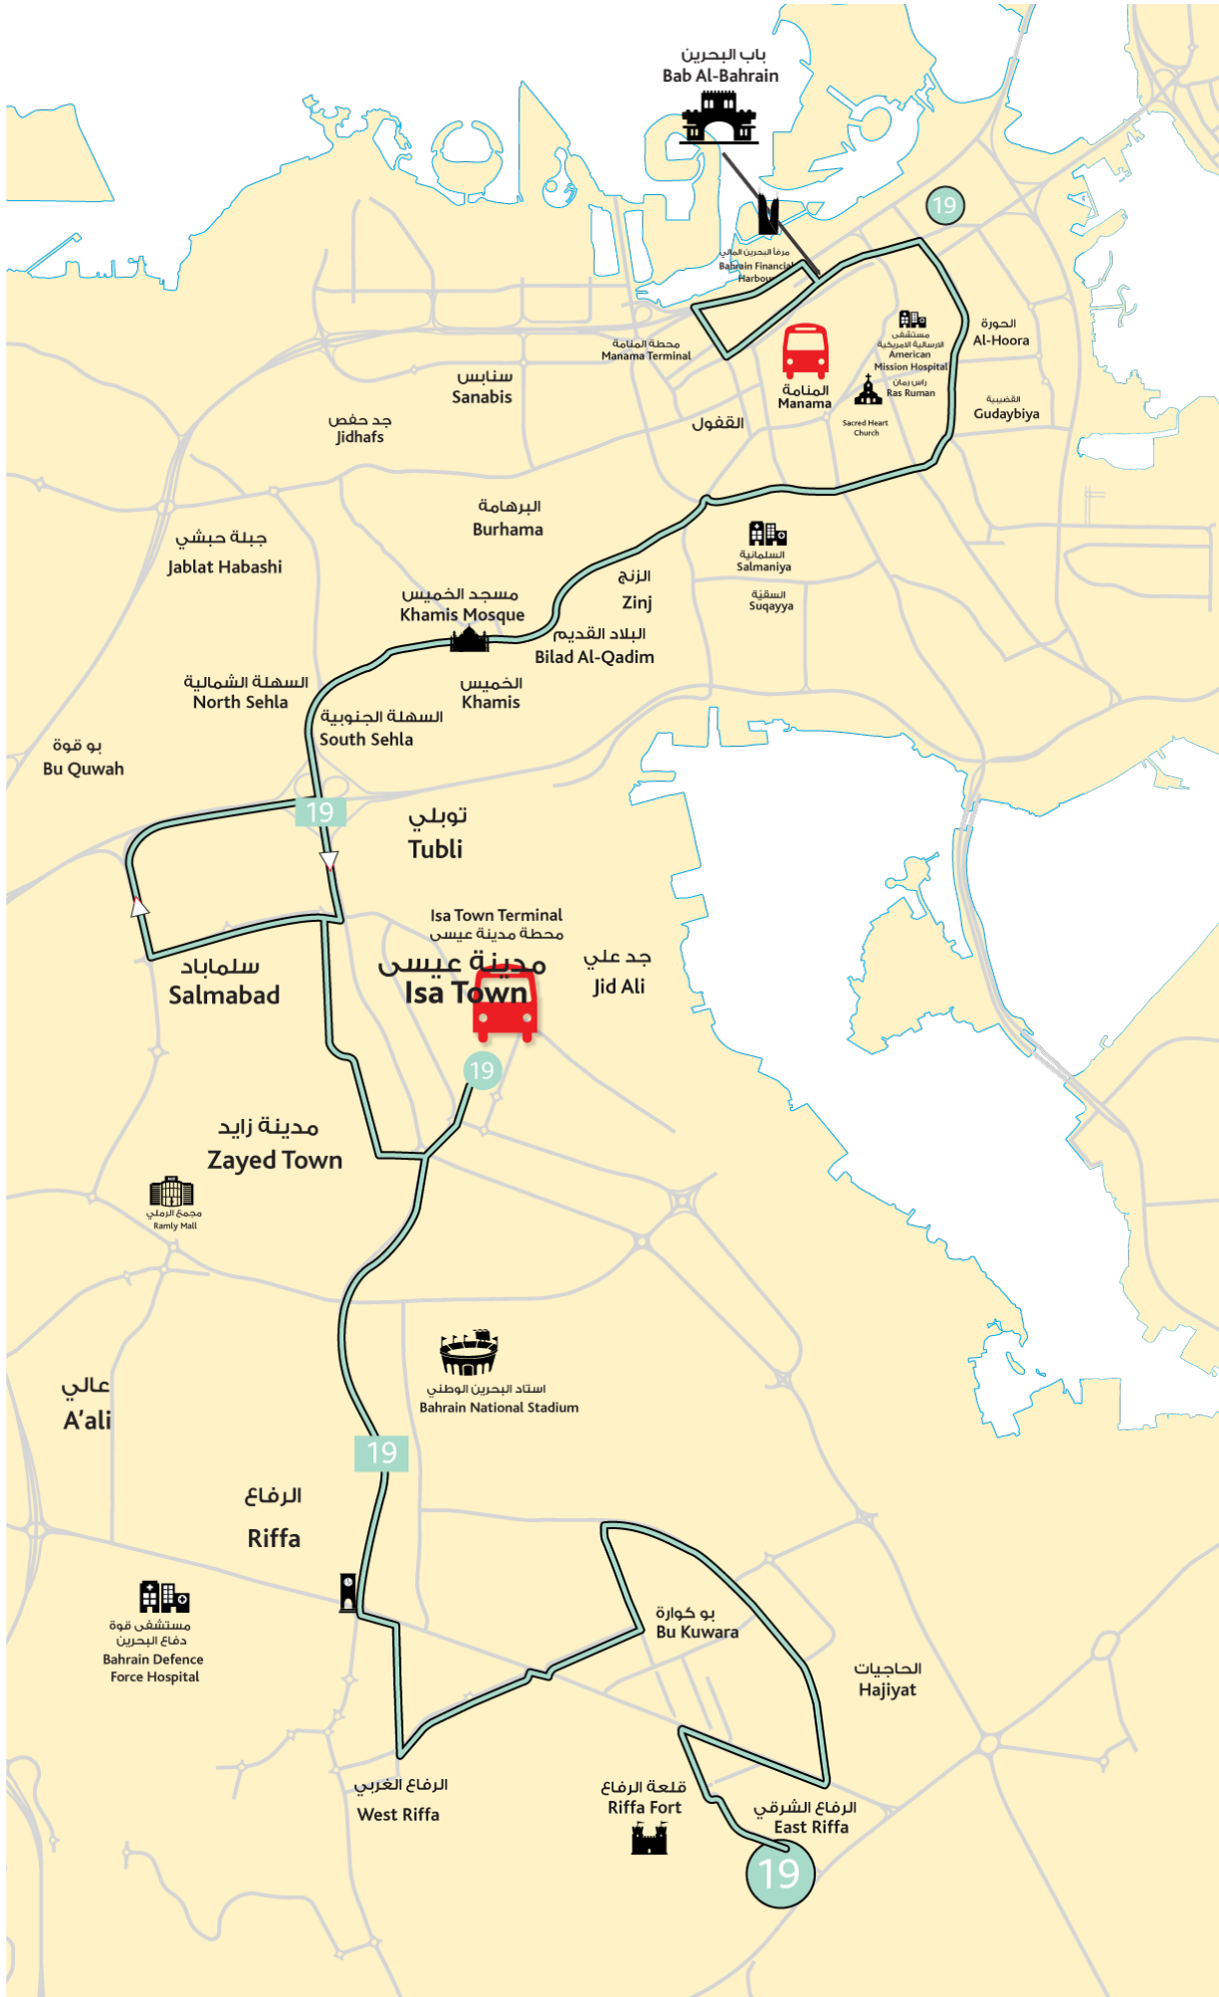 باب البحرين
Bab Al-Bahrain
19
مرفأ البحرين المالي
Bahrain Financial
Harbour
محطة المنامة
Manama Terminal
المنامة
Manama
مستشفى
الارسالية الامريكية
American
Mission Hospital
راس رمان
Ras Ruman
Sacred Heart
Church
الحورة
Al-Hoora
القضيبية
Gudaybiya
سنابس
Sanabis
جد حفص
Jidhafs
القفول
البرهامة
Burhama
جبلة حبشي
Jablat Habashi
السلمانية
Salmaniya
السقيّة
Suqayya
الزنج
Zinj
مسجد الخميس
Khamis Mosque
البلاد القديم
Bilad Al-Qadim
الخميس
Khamis
السهلة الشمالية
North Sehla
السهلة الجنوبية
South Sehla
بو قوة
Bu Quwah
19
توبلي
Tubli
Isa Town Terminal
محطة مدينة عيسى
مدينة عيسى
Isa Town
جد علي
Jid Ali
سلماباد
Salmabad
19
مدينة زايد
Zayed Town
مجمع الرملي
Ramly Mall
استاد البحرين الوطني
Bahrain National Stadium
عالي
A'ali
19
الرفاع
Riffa
مستشفى قوة
دفاع البحرين
Bahrain Defence
Force Hospital
بو كوارة
Bu Kuwara
الحاجيات
Hajiyat
الرفاع الغربي
West Riffa
قلعة الرفاع
Riffa Fort
الرفاع الشرقي
East Riffa
19